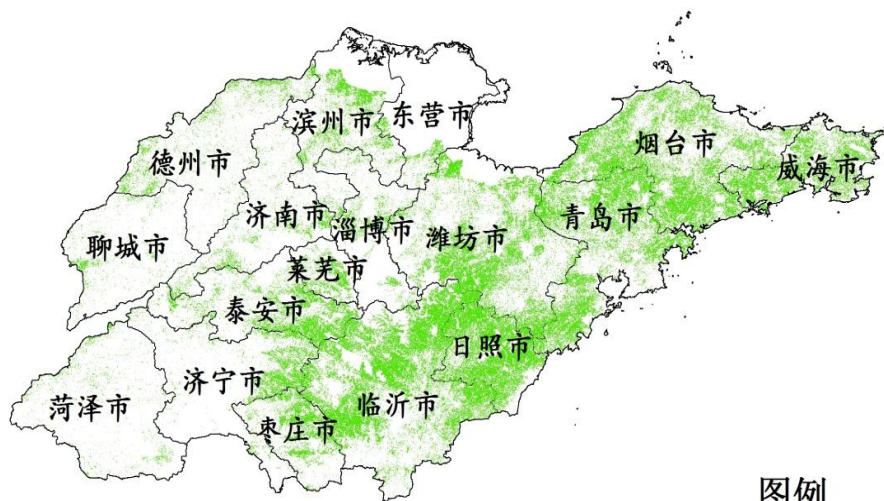 滨州市
东营市
烟台市
威海市
德州市
济南市
淄博市
潍坊市
青岛市
聊城市
莱芜市
泰安市
日照市
济宁市
临沂市
菏泽市
枣庄市
图例